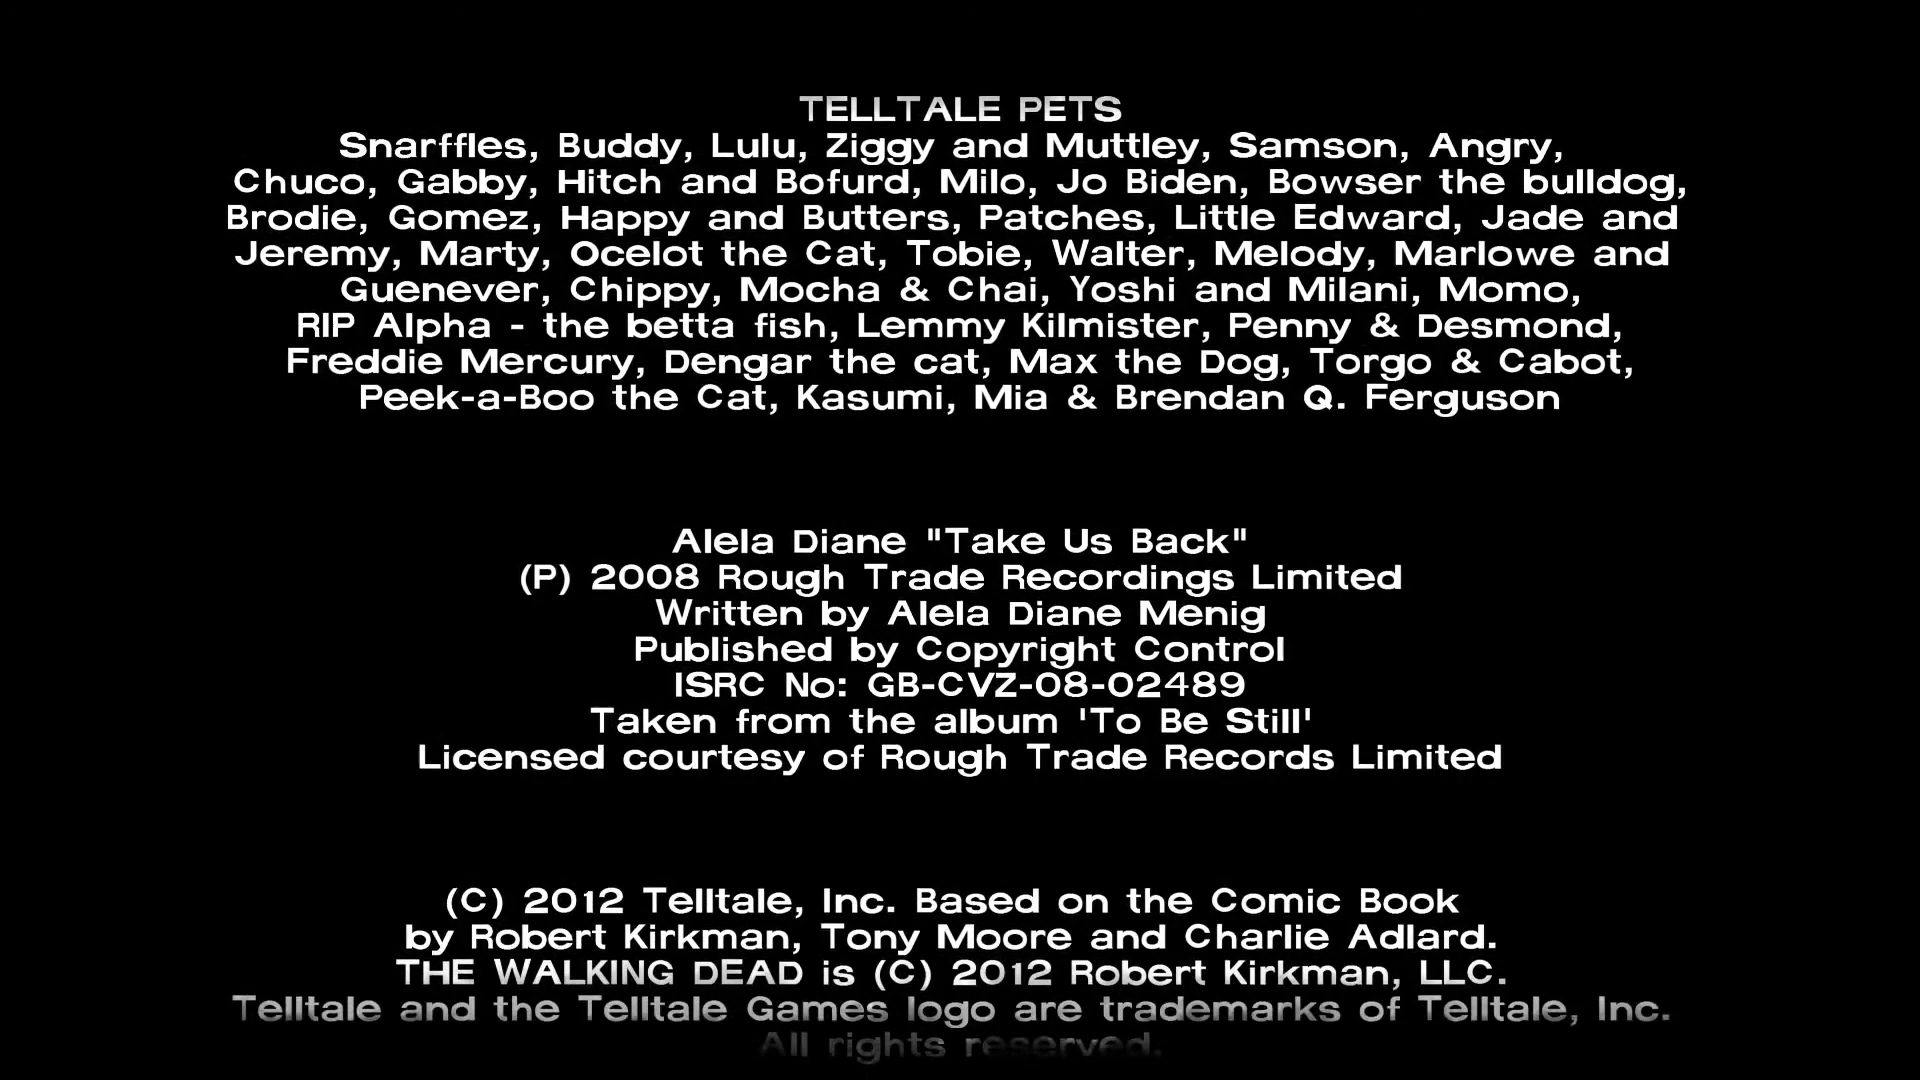 TELLTALE PETS
Snarffles, Buddy, Lulu, Ziggy and Muttley, Samson, Angry,
Chuco, Gabby, Hitch and Bofurd, Milo, Jo Biden, Bowser the bulldog,
Brodie, Gomez, Happy and Butters, Patches, Little Edward, Jade and
Jeremy, Marty, Ocelot the Cat, Tobie, Walter, Melody, Marlowe and
Guenever, Chippy, Mocha & Chai, Yoshi and Milani, Momo,
RIP Alpha - the betta fish, Lemmy Kilmister, Penny & Desmond,
Freddie Mercury, Dengar the cat, Max the Dog, Torgo & Cabot,
Peek-a-Boo the Cat, Kasumi, Mia & Brendan Q. Ferguson
Alela Diane "Take Us Back"
(P) 2008 Rough Trade Recordings Limited
Written by Alela Diane Menig
Published by Copyright Control
ISRC No: GB-CVZ-08-02489
Taken from the album 'To Be Still'
Licensed courtesy of Rough Trade Records Limited
(C) 2012 Telltale, Inc. Based on the Comic Book
by Robert Kirkman, Tony Moore and Charlie Adlard.
THE WALKING DEAD is (C) 2012 Robert Kirkman, LLC.
Telltale and the Telltale Games logo are trademarks of Telltale, Inc.
All rights reserved.